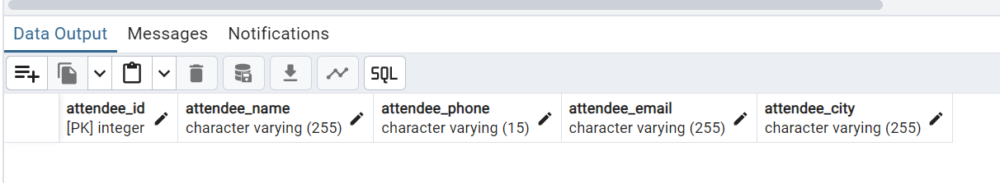 Data Output Messages Notifications
SQL
attendee_id attendee_name attendee_phone attendee_email attendee_city
[PK] integer character varying (255) character varying (15) character varying (255) character varying (255)